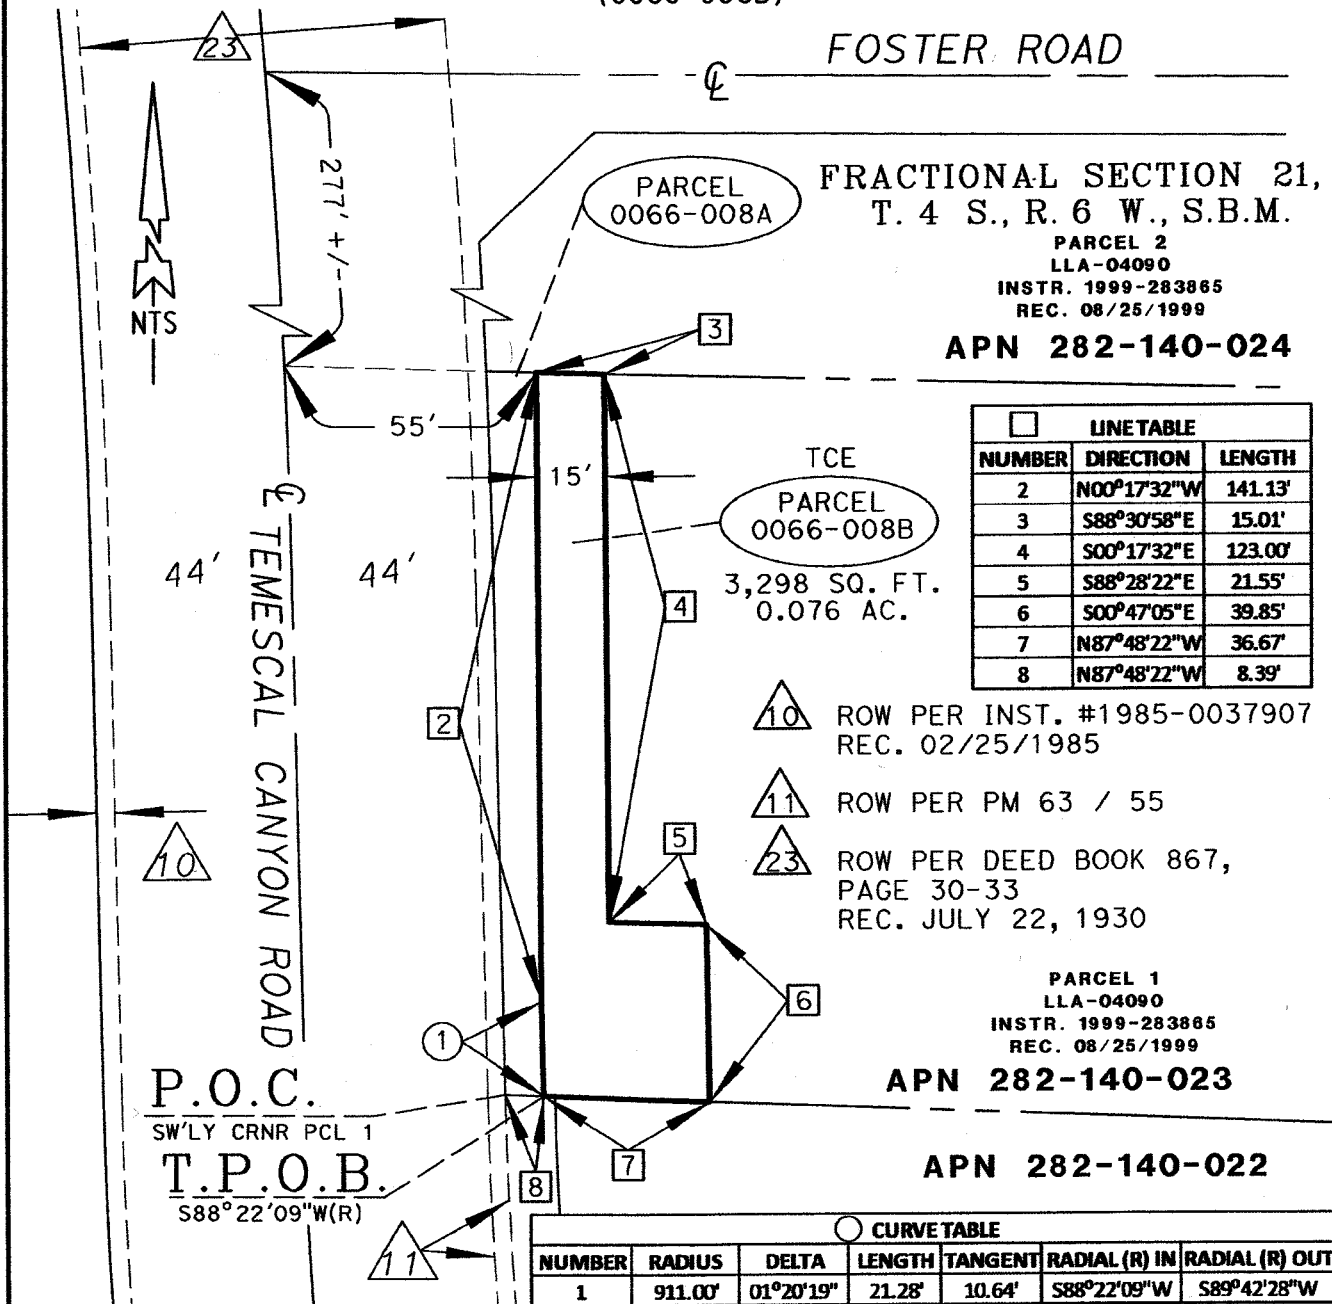 23
FOSTER ROAD
℄
277' +/-
PARCEL
0066-008A
FRACTIONAL SECTION 21,
T. 4 S., R. 6 W., S.B.M.
PARCEL 2
LLA-04090
INSTR. 1999-283865
REC. 08/25/1999
APN 282-140-024
NTS
3
55'
15'
TCE
PARCEL
0066-008B
3,298 SQ. FT.
0.076 AC.
LINE TABLE
NUMBER DIRECTION LENGTH
2 N00°17'32"W 141.13'
3 S88°30'58"E 15.01'
4 S00°17'32"E 123.00'
5 S88°28'22"E 21.55'
6 S00°47'05"E 39.85'
7 N87°48'22"W 36.67'
8 N87°48'22"W 8.39'
44'
℄ TEMESCAL CANYON ROAD
44'
4
2
10 ROW PER INST. #1985-0037907
REC. 02/25/1985
11 ROW PER PM 63 / 55
23 ROW PER DEED BOOK 867,
PAGE 30-33
REC. JULY 22, 1930
10
5
6
1
PARCEL 1
LLA-04090
INSTR. 1999-283865
REC. 08/25/1999
APN 282-140-023
P.O.C.
SW'LY CRNR PCL 1
T.P.O.B.
S88°22'09"W(R)
7
8
APN 282-140-022
11
CURVE TABLE
NUMBER RADIUS DELTA LENGTH TANGENT RADIAL (R) IN RADIAL (R) OUT
1 911.00' 01°20'19" 21.28' 10.64' S88°22'09"W S89°42'28"W